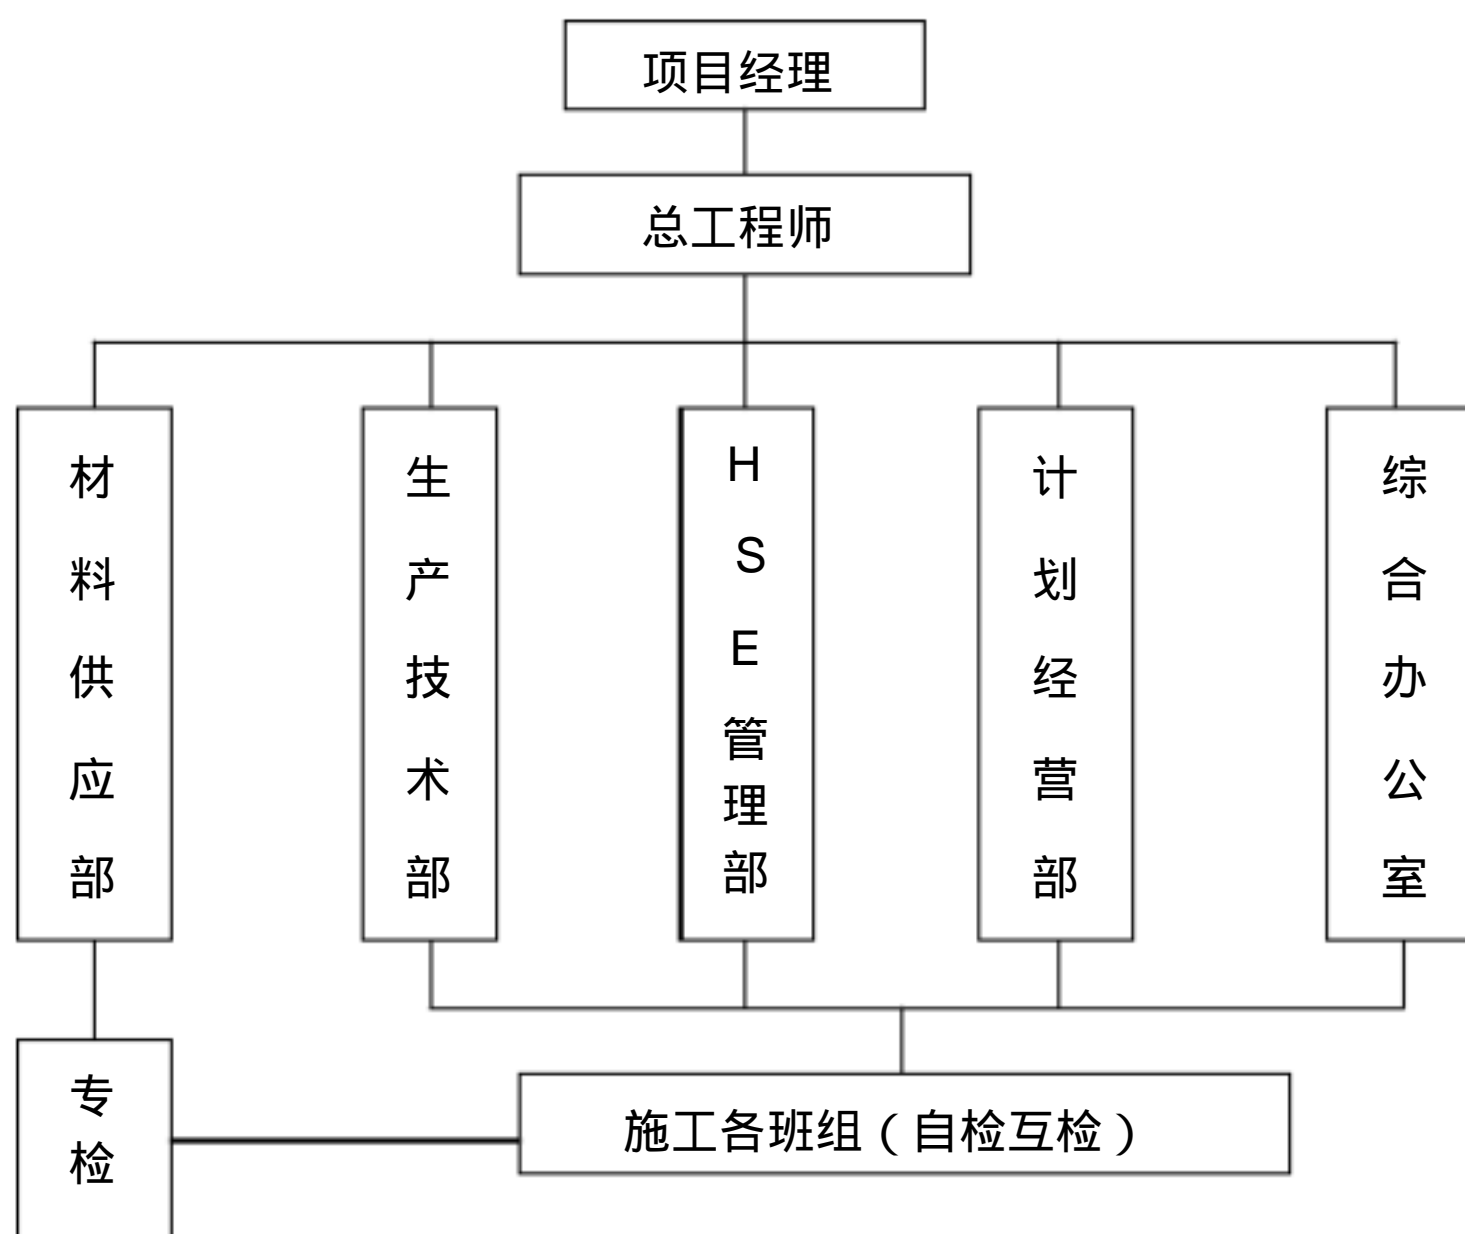 项目经理
总工程师
材料供应部
生产技术部
HSE管理部
计划经营部
综合办公室
专检
施工各班组（自检互检）